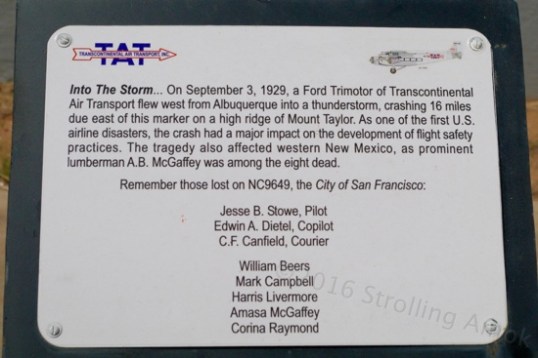 TAT
TRANSCONTINENTAL AIR TRANSPORT INC.
Into The Storm... On September 3, 1929, a Ford Trimotor of Transcontinental
Air Transport flew west from Albuquerque into a thunderstorm, crashing 16 miles
due east of this marker on a high ridge of Mount Taylor. As one of the first U.S.
airline disasters, the crash had a major impact on the development of flight safety
practices. The tragedy also affected western New Mexico, as prominent
lumberman A.B. McGaffey was among the eight dead.
Remember those lost on NC9649, the City of San Francisco:
Jesse B. Stowe, Pilot
Edwin A. Dietel, Copilot
C.F. Canfield, Courier
William Beers
Mark Campbell
Harris Livermore
Amasa McGaffey
Corina Raymond
016 Strolling